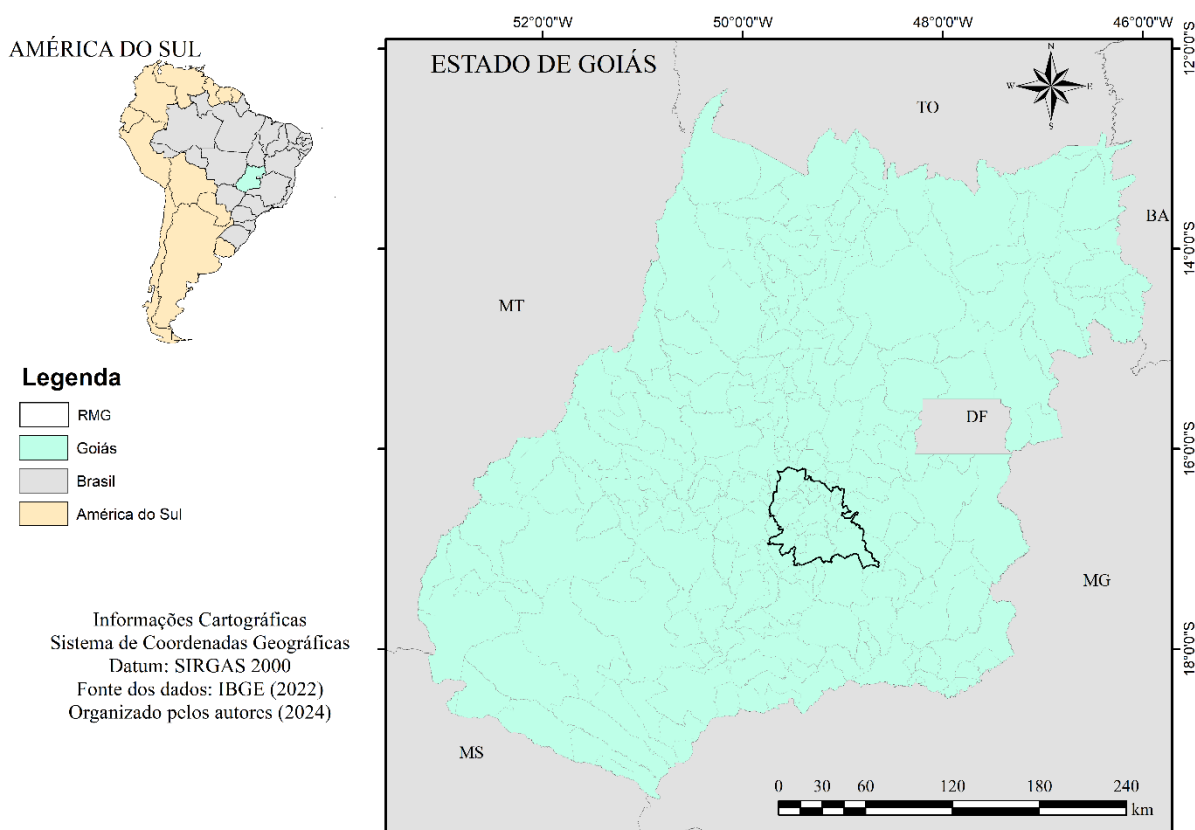 AMÉRICA DO SUL
52°0'0"W
50°0'0"W
48°0'0"W
46°0'0"W
ESTADO DE GOIÁS
N
W
E
S
12°0'0"S
TO
BA
14°0'0"S
MT
Legenda
RMG
Goiás
Brasil
América do Sul
DF
16°0'0"S
MG
Informações Cartográficas
Sistema de Coordenadas Geográficas
Datum: SIRGAS 2000
Fonte dos dados: IBGE (2022)
Organizado pelos autores (2024)
18°0'0"S
MS
0 30 60 120 180 240
km